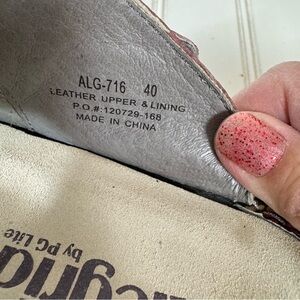 ALG-716 40
LEATHER UPPER & LINING
P.O.#:120729-168
MADE IN CHINA
by PG Lite